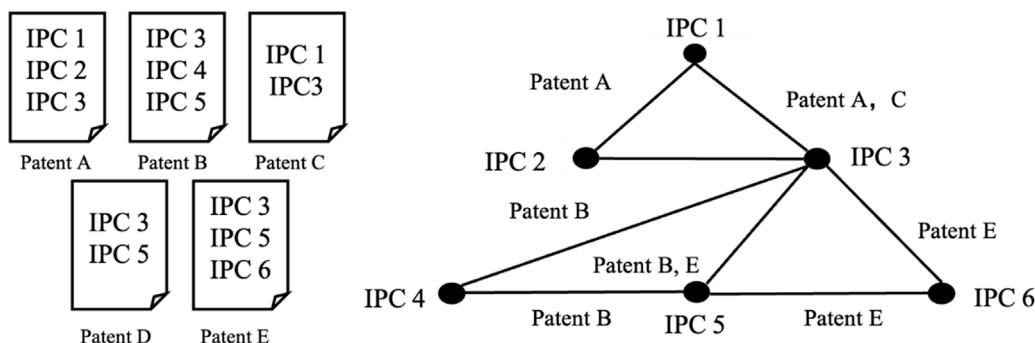 IPC 1
IPC 2
IPC 3
Patent A
IPC 3
IPC 4
IPC 5
Patent B
IPC 1
IPC3
Patent C
IPC 3
IPC 5
Patent D
IPC 3
IPC 5
IPC 6
Patent E
IPC 1
Patent A
Patent A，C
IPC 2
IPC 3
Patent B
Patent E
Patent B, E
IPC 4
Patent B
IPC 5
Patent E
IPC 6